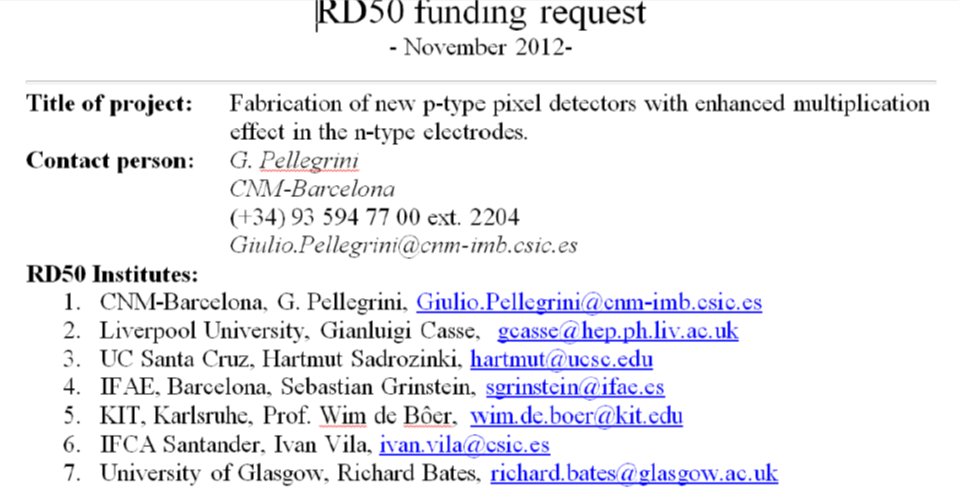 RD50 funding request
- November 2012-
Title of project: Fabrication of new p-type pixel detectors with enhanced multiplication
effect in the n-type electrodes.
Contact person: G. Pellegrini
CNM-Barcelona
(+34) 93 594 77 00 ext. 2204
Giulio.Pellegrini@cnm-imb.csic.es
RD50 Institutes:
1. CNM-Barcelona, G. Pellegrini, Giulio.Pellegrini@cnm-imb.csic.es
2. Liverpool University, Gianluigi Casse, gcasse@hep.ph.liv.ac.uk
3. UC Santa Cruz, Hartmut Sadrozinki, hartmut@ucsc.edu
4. IFAE, Barcelona, Sebastian Grinstein, sgrinstein@ifae.es
5. KIT, Karlsruhe, Prof. Wim de Bôer, wim.de.boer@kit.edu
6. IFCA Santander, Ivan Vila, ivan.vila@csic.es
7. University of Glasgow, Richard Bates, richard.bates@glasgow.ac.uk